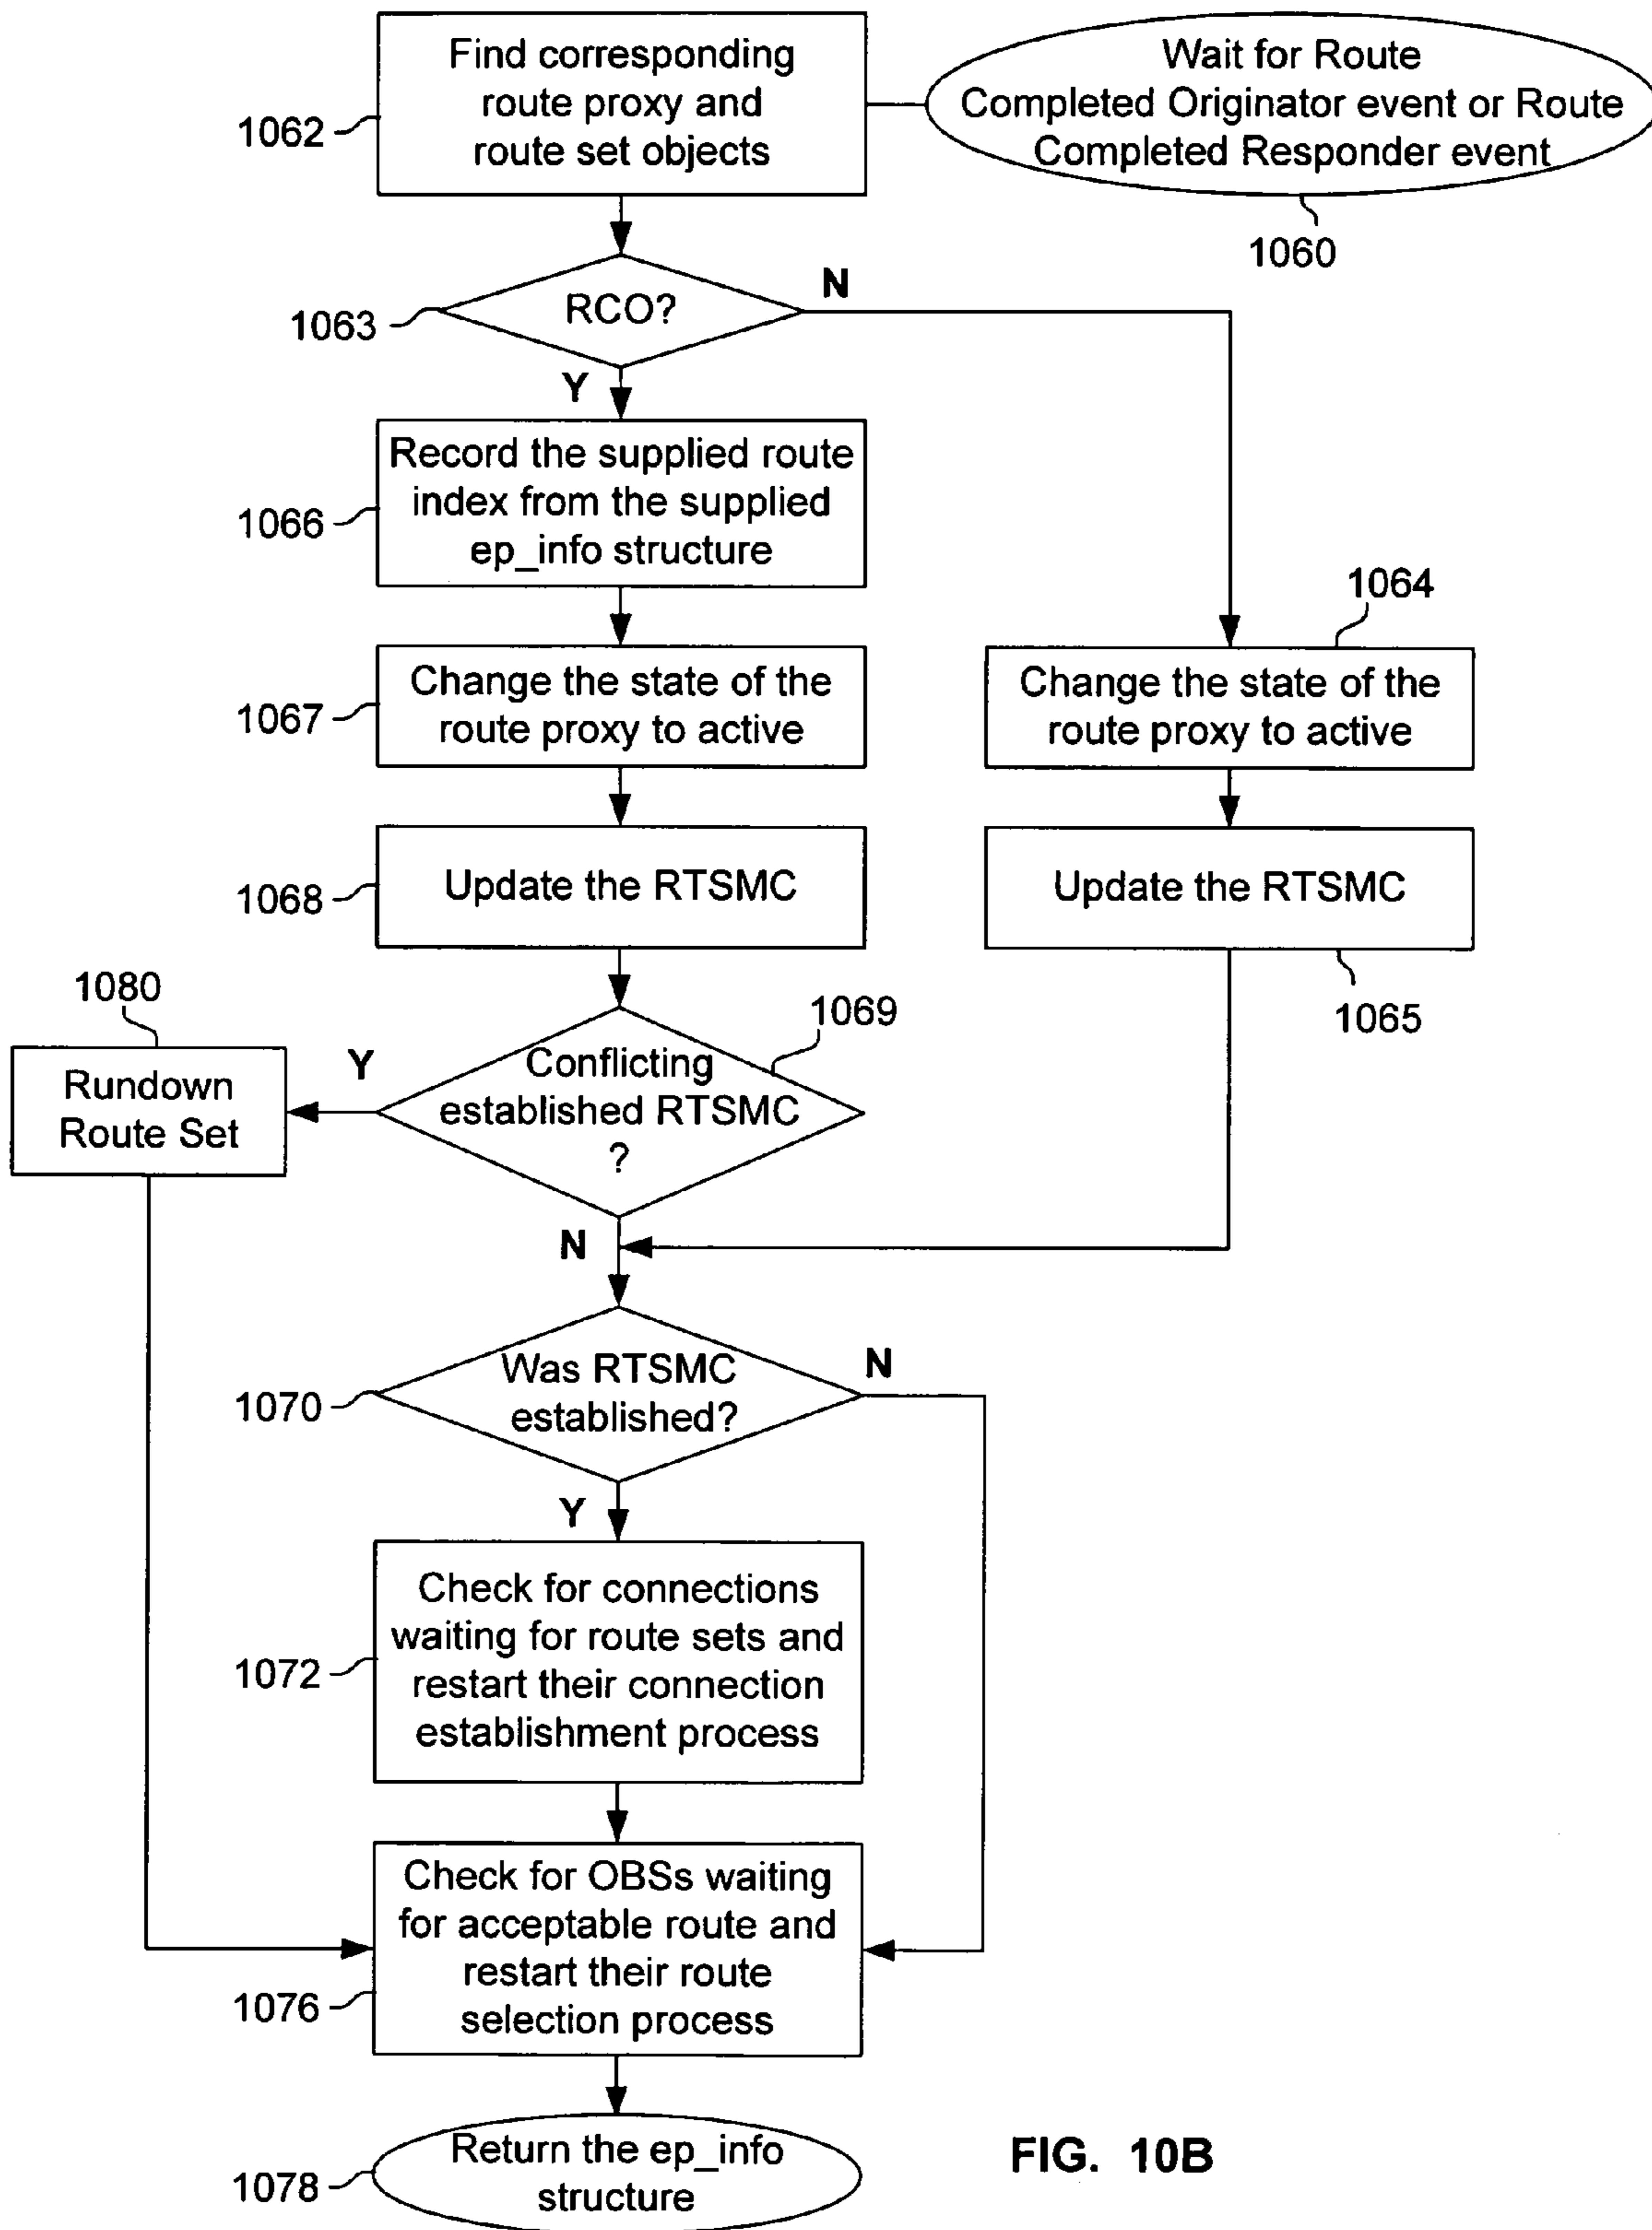 Find corresponding
route proxy and
route set objects
1062
Wait for Route
Completed Originator event or Route
Completed Responder event
1060
RCO?
1063
N
Y
Record the supplied route
index from the supplied
ep_info structure
1066
1064
Change the state of the
route proxy to active
1067
Change the state of the
route proxy to active
Update the RTSMC
1068
Update the RTSMC
1065
1080
Rundown
Route Set
Y
1069
Conflicting
established RTSMC
?
N
Was RTSMC
established?
1070
N
Y
Check for connections
waiting for route sets and
restart their connection
establishment process
1072
Check for OBSs waiting
for acceptable route and
restart their route
selection process
1076
Return the ep_info
structure
1078
FIG. 10B